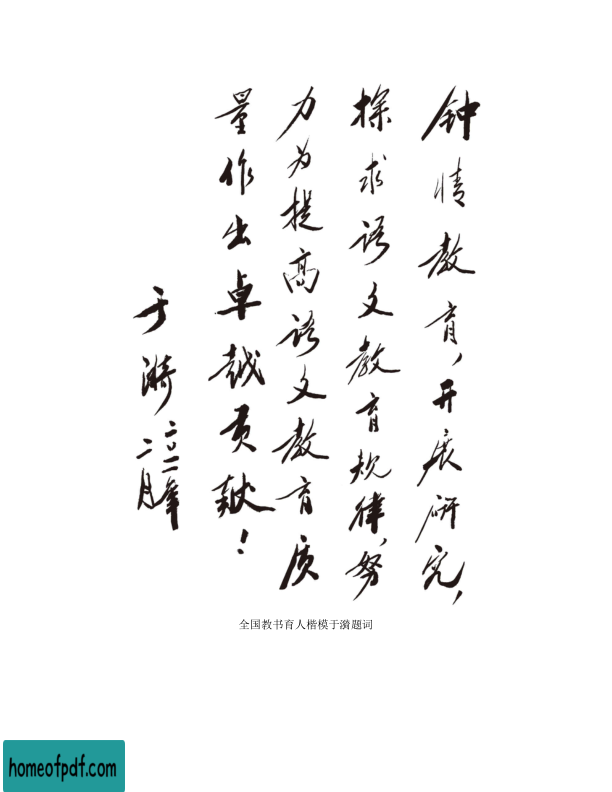 钟情教育，开展研究，
探求语文教育规律，努
力为提高语文教育质
量作出卓越贡献！
于漪
二〇一一年
二月
全国教书育人楷模于漪题词
homeofpdf.com